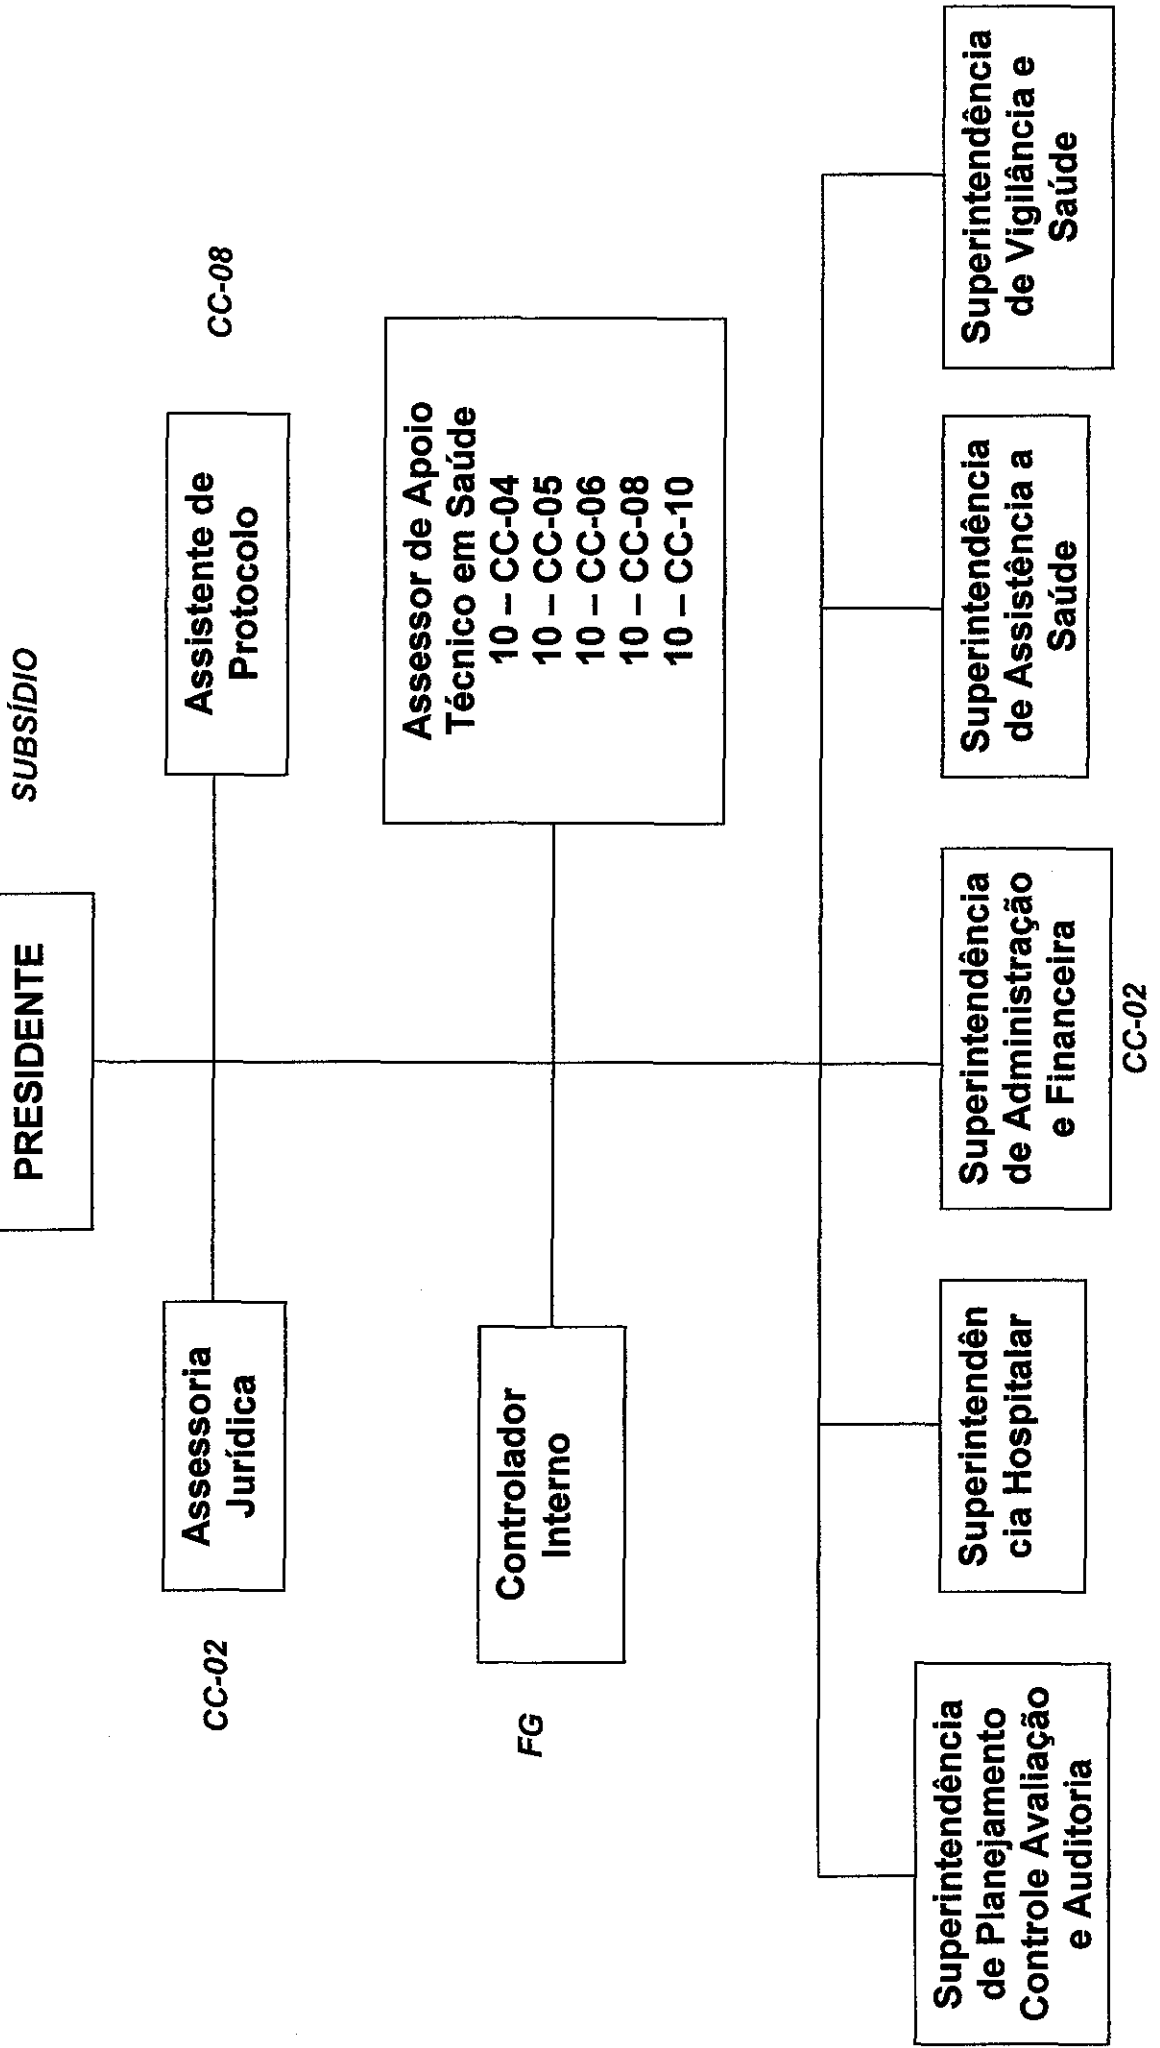 PRESIDENTE
SUBSÍDIO
CC-02
Assessoria
Jurídica
Assistente de
Protocolo
CC-08
FG
Controlador
Interno
Assessor de Apoio
Técnico em Saúde
10 – CC-04
10 – CC-05
10 – CC-06
10 – CC-08
10 – CC-10
Superintendência
de Planejamento
Controle Avaliação
e Auditoria
Superintendên
cia Hospitalar
Superintendência
de Administração
e Financeira
Superintendência
de Assistência a
Saúde
Superintendência
de Vigilância e
Saúde
CC-02